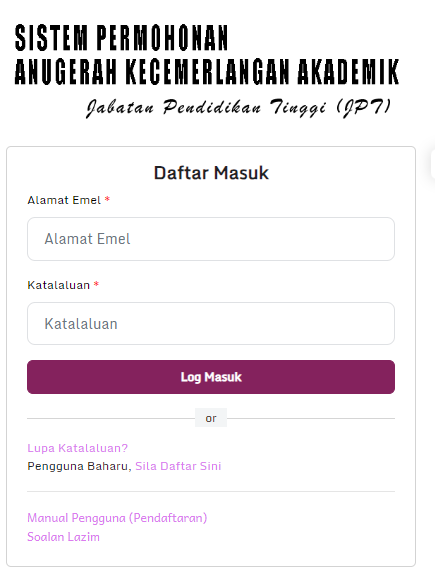 SISTEM PERMOHONAN
ANUGERAH KECEMERLANGAN AKADEMIK
Jabatan Pendidikan Tinggi (JPT)
Daftar Masuk
Alamat Emel *
Alamat Emel
Katalaluan *
Katalaluan
Log Masuk
or
Lupa Katalaluan?
Pengguna Baharu, Sila Daftar Sini
Manual Pengguna (Pendaftaran)
Soalan Lazim